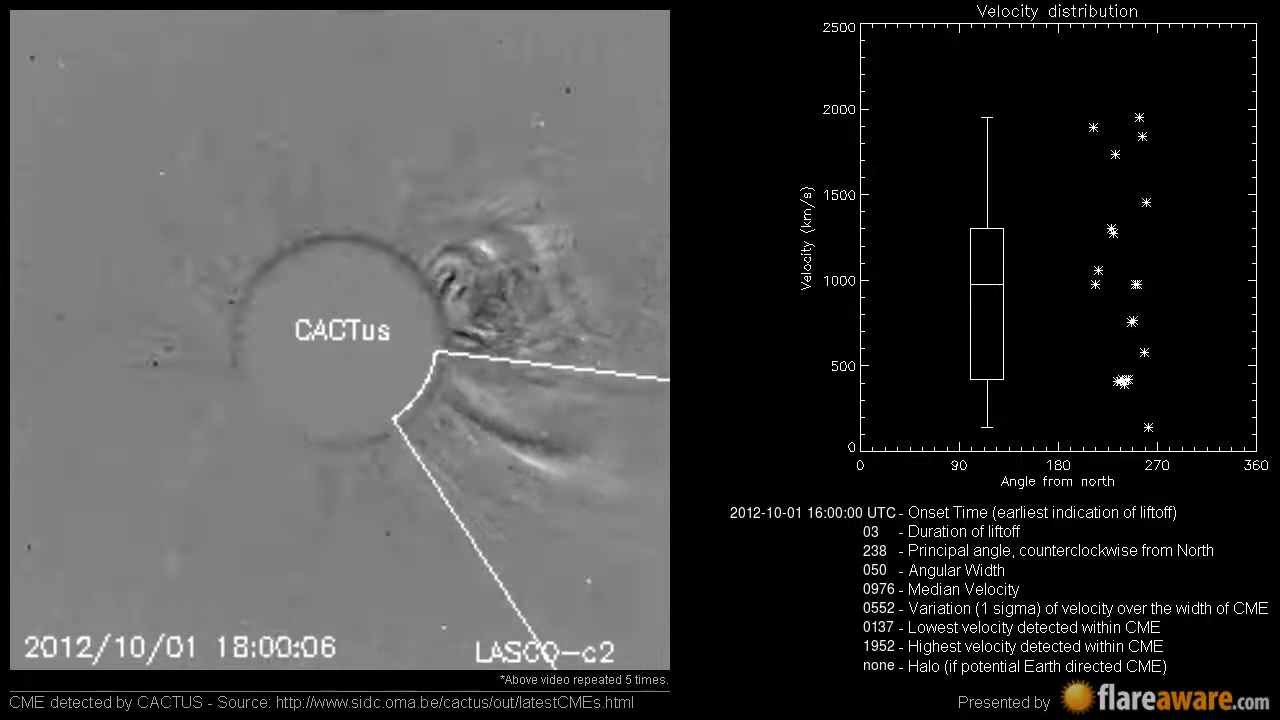 CACTus
2012/10/01 18:00:06
LASCO-c2
*Above video repeated 5 times.
CME detected by CACTUS - Source: http://www.sidc.oma.be/cactus/out/latestCMEs.html
Velocity distribution
Velocity (km/s)
2500
2000
1500
1000
500
0
0 90 180 270 360
Angle from north
2012-10-01 16:00:00 UTC - Onset Time (earliest indication of liftoff)
03 - Duration of liftoff
238 - Principal angle, counterclockwise from North
050 - Angular Width
0976 - Median Velocity
0552 - Variation (1 sigma) of velocity over the width of CME
0137 - Lowest velocity detected within CME
1952 - Highest velocity detected within CME
none - Halo (if potential Earth directed CME)
Presented by flareaware.com